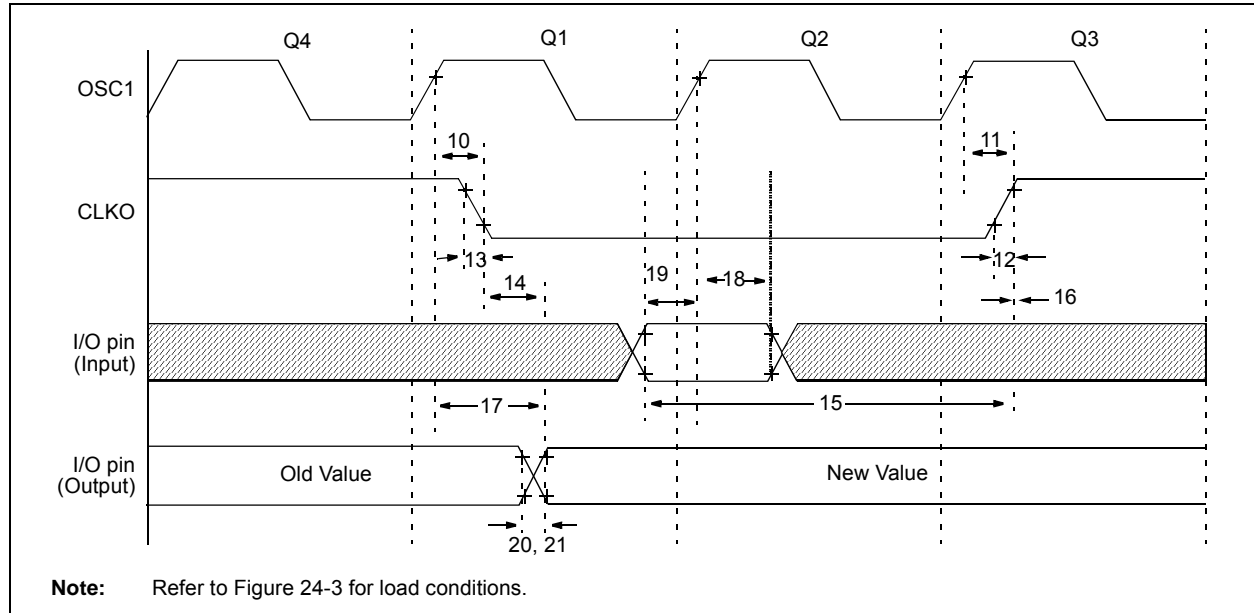 Q4 Q1 Q2 Q3
OSC1
10 11
CLKO
13 14 19 18 12 16
I/O pin
(Input)
17 15
I/O pin
(Output)
Old Value New Value
20, 21
Note: Refer to Figure 24-3 for load conditions.